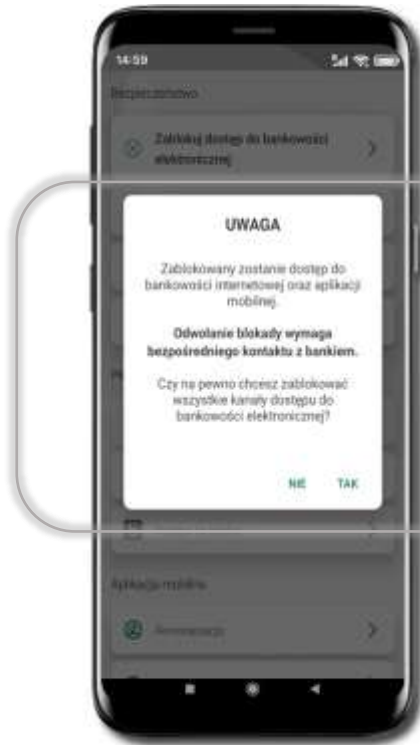 14:59
Bezpieczeństwo
Zablokuj dostęp do bankowości
elektronicznej
UWAGA
Zablokowany zostanie dostęp do
bankowości internetowej oraz aplikacji
mobilnej.
Odwołanie blokady wymaga
bezpośredniego kontaktu z bankiem.
Czy na pewno chcesz zablokować
wszystkie kanały dostępu do
bankowości elektronicznej?
NIE TAK
Aplikacja mobilna